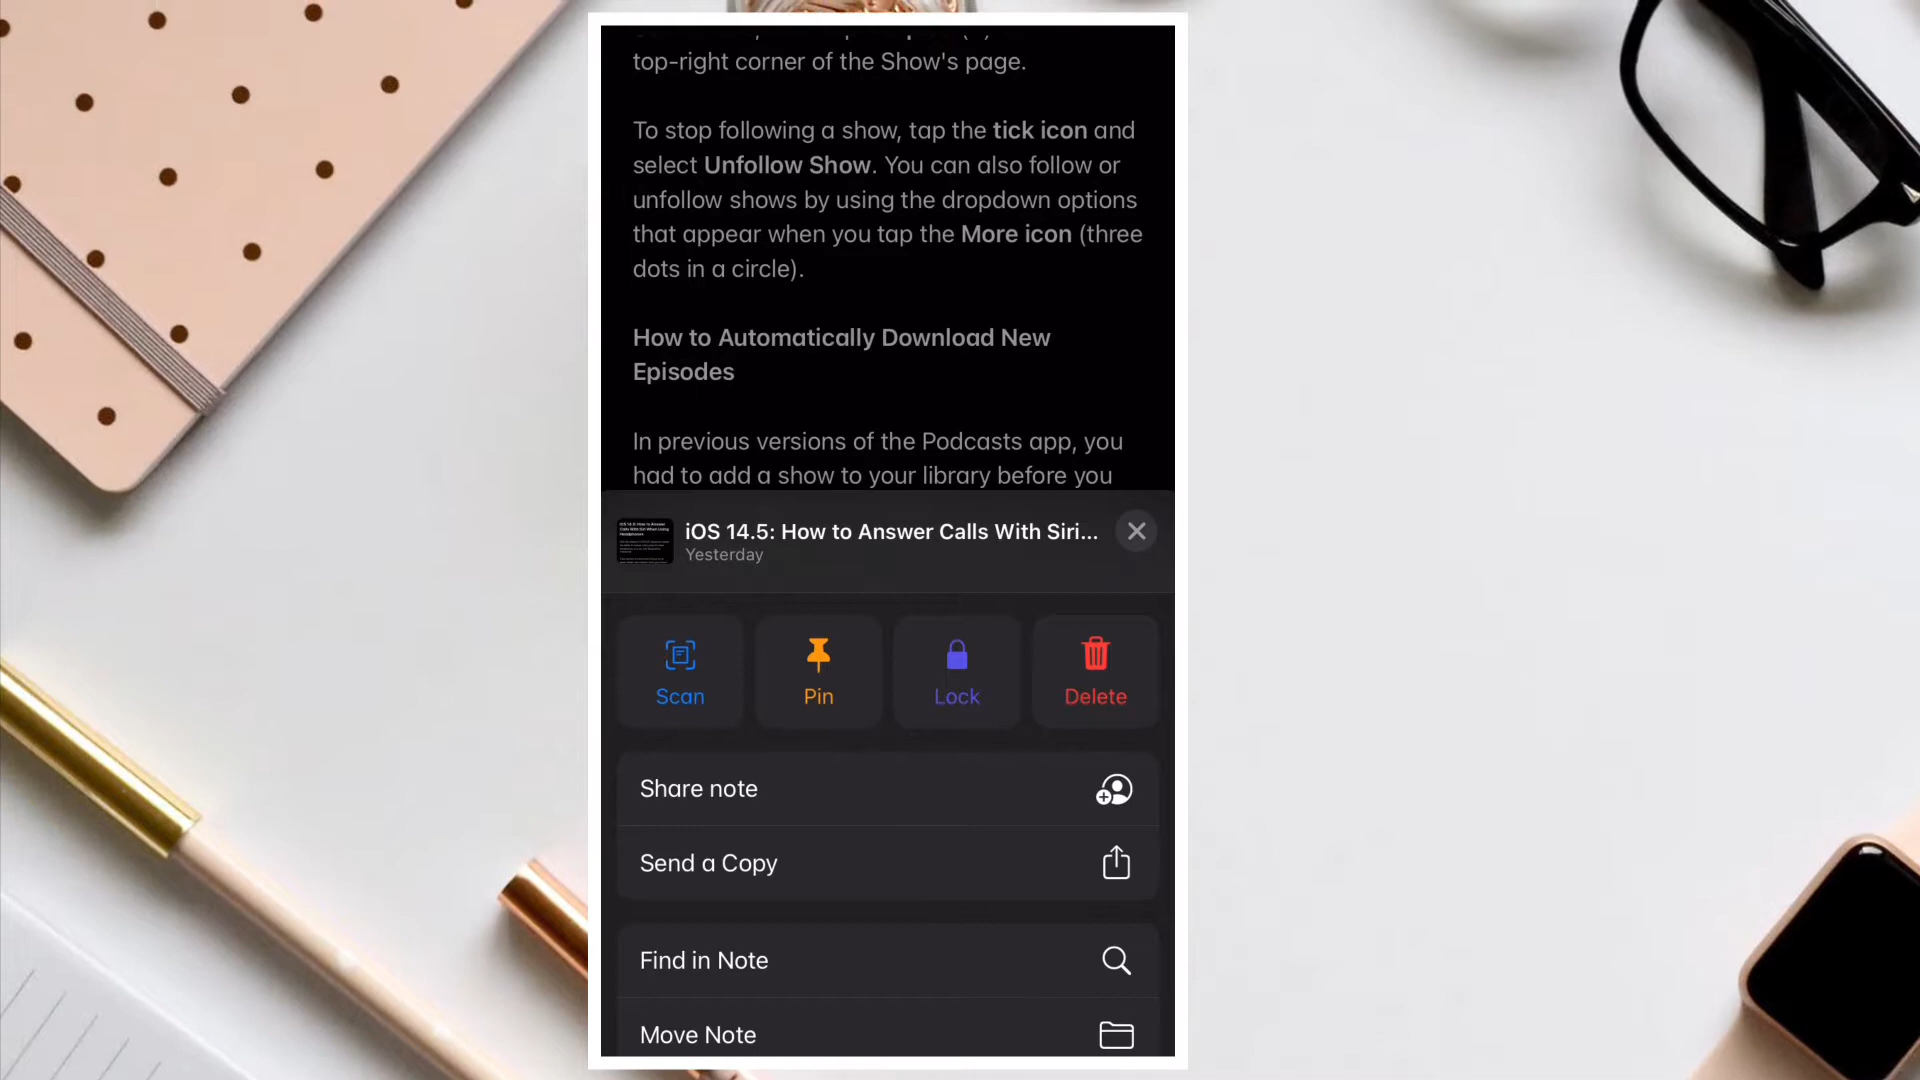 top-right corner of the Show's page.
To stop following a show, tap the tick icon and
select Unfollow Show. You can also follow or
unfollow shows by using the dropdown options
that appear when you tap the More icon (three
dots in a circle).
How to Automatically Download New
Episodes
In previous versions of the Podcasts app, you
had to add a show to your library before you
iOS 14.5: How to Answer Calls With Siri...
Yesterday
Scan
Pin
Lock
Delete
Share note
Send a Copy
Find in Note
Move Note